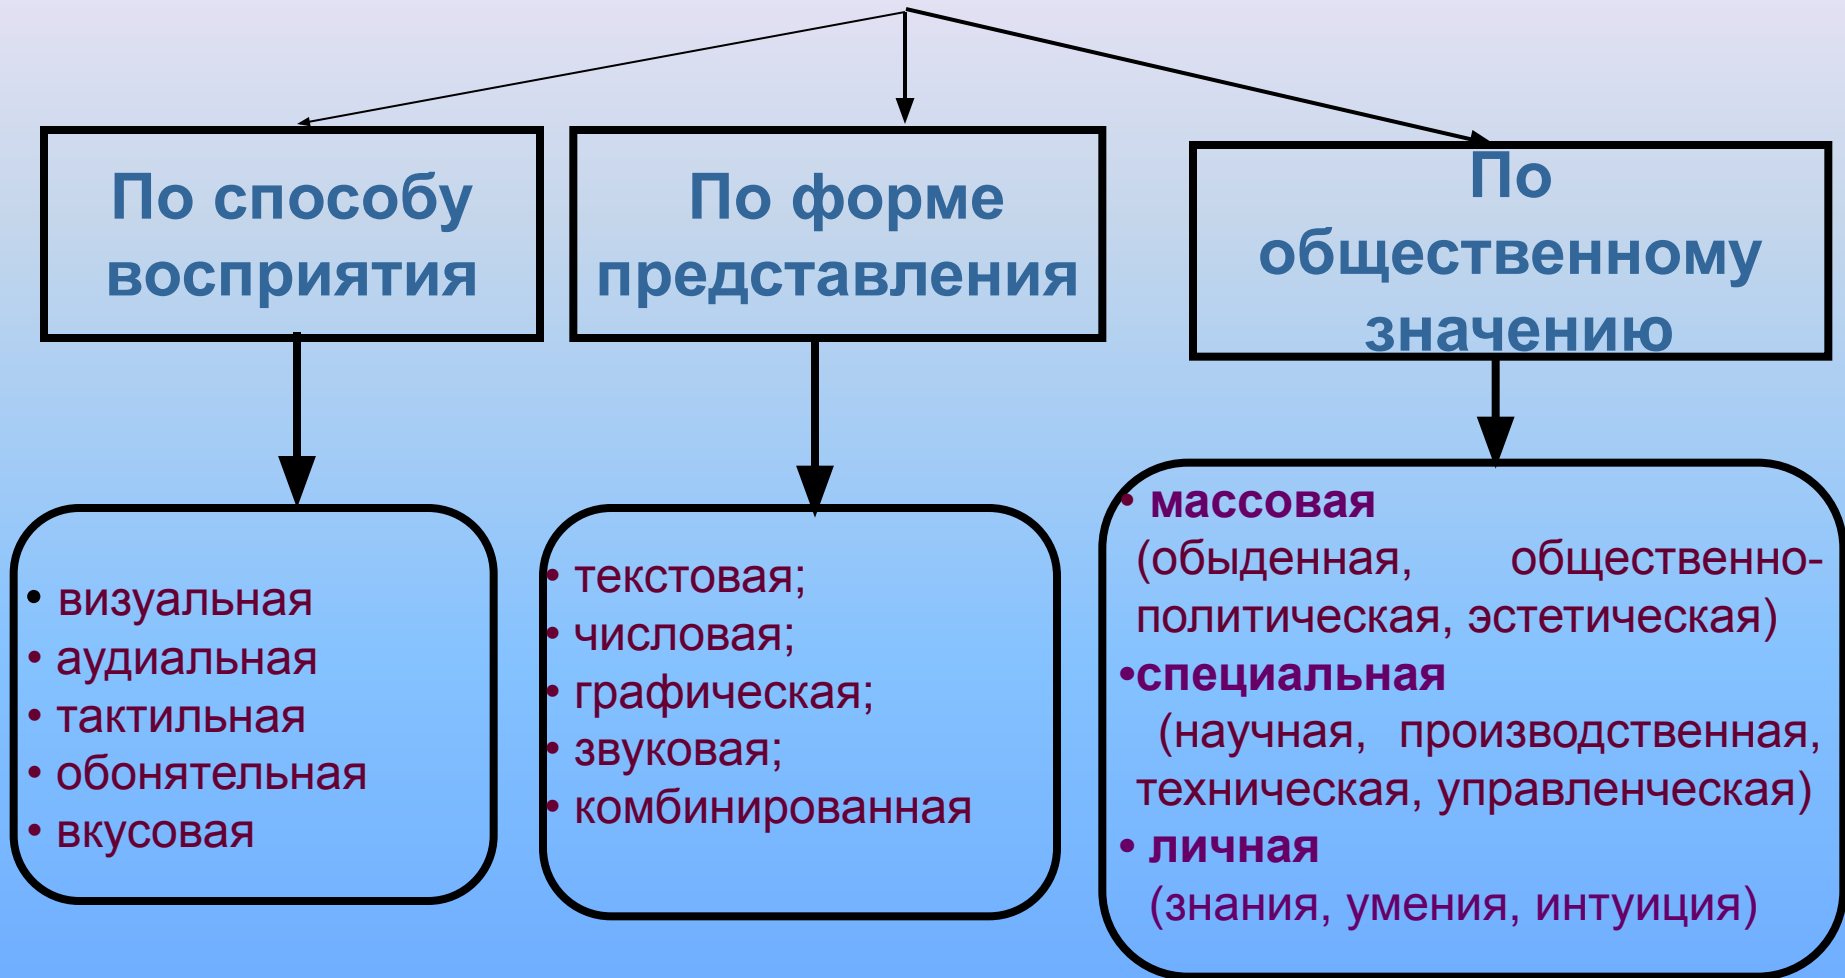 По способу
восприятия
По форме
представления
По
общественному
значению
• визуальная
• аудиальная
• тактильная
• обонятельная
• вкусовая
• текстовая;
• числовая;
• графическая;
• звуковая;
• комбинированная
• массовая
(обыденная, общественно-
политическая, эстетическая)
•специальная
(научная, производственная,
техническая, управленческая)
• личная
(знания, умения, интуиция)